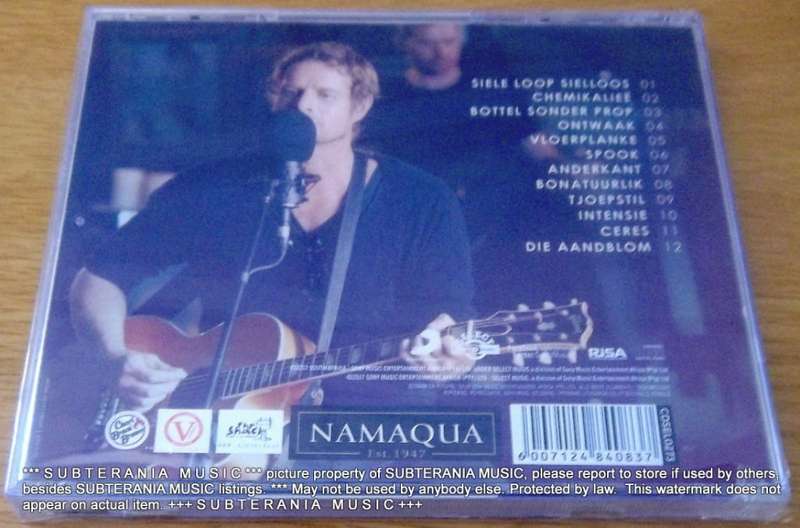 SIELE LOOP SIELLOOS 01
CHEMIKALIEË 02
BOTTEL SONDER PROP 03
ONTWAAK 04
VLOERPLANKE 05
SPOOK 06
ANDERKANT 07
BONATUURLIK 08
TJOEPSTIL 09
INTENSIE 10
CERES 11
DIE AANDBLOM 12
RISA
V
NAMAQUA
Est. 1947
CDSEL0273
6 007124 840837
*** S U B T E R A N I A   M U S I C *** picture property of SUBTERANIA MUSIC, please report to store if used by others,
besides SUBTERANIA MUSIC listings. *** May not be used by anybody else. Protected by law.  This watermark does not
appear on actual item. +++ S U B T E R A N I A   M U S I C +++